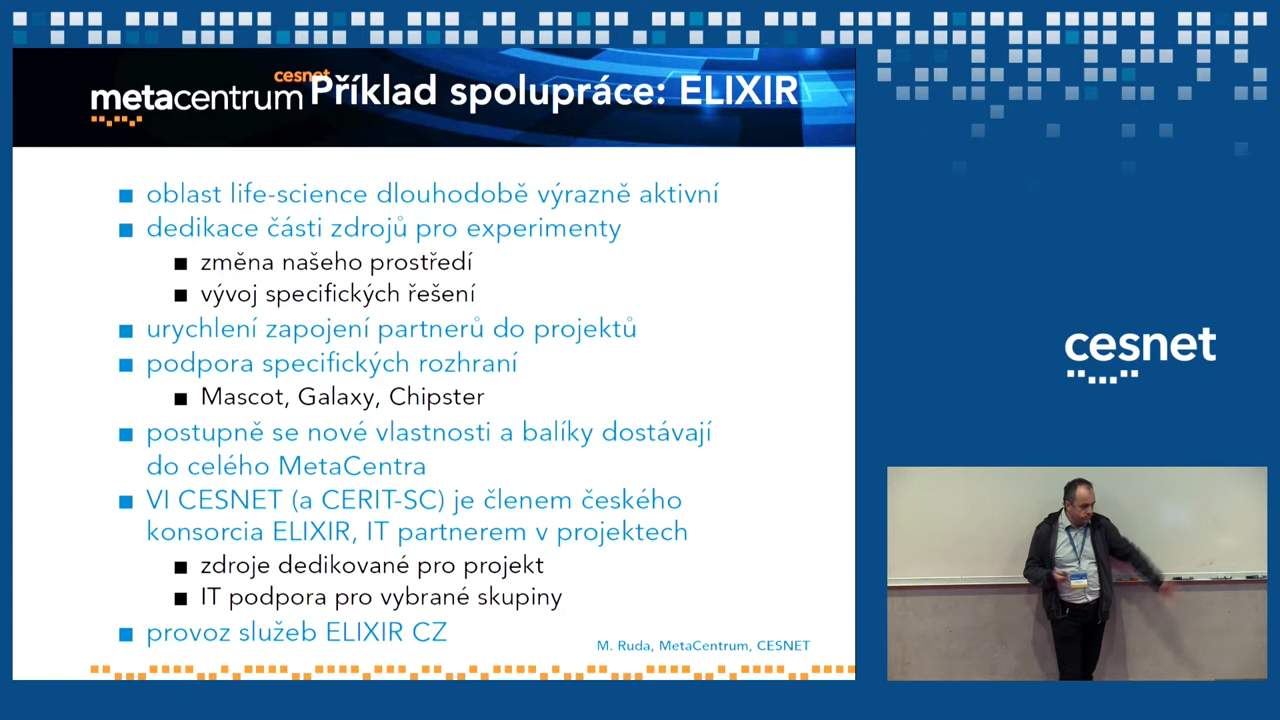 cesnet
metacentrum
Příklad spolupráce: ELIXIR
oblast life-science dlouhodobě výrazně aktivní
dedikace části zdrojů pro experimenty
změna našeho prostředí
vývoj specifických řešení
urychlení zapojení partnerů do projektů
podpora specifických rozhraní
Mascot, Galaxy, Chipster
postupně se nové vlastnosti a balíky dostávají
do celého MetaCentra
VI CESNET (a CERIT-SC) je členem českého
konsorcia ELIXIR, IT partnerem v projektech
zdroje dedikované pro projekt
IT podpora pro vybrané skupiny
provoz služeb ELIXIR CZ
M. Ruda, MetaCentrum, CESNET
cesnet